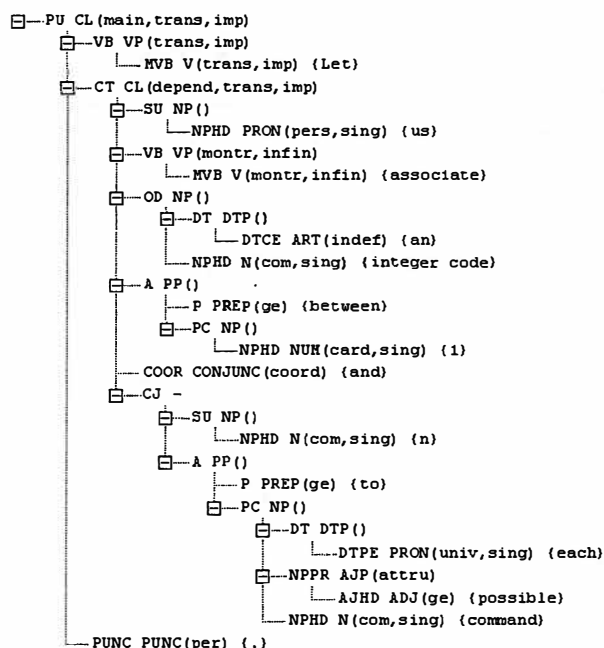 PU CL(main,trans,imp)
VB VP(trans,imp)
MVB V(trans,imp) {Let}
CT CL(depend,trans,imp)
SU NP()
NPHD PRON(pers,sing) {us}
VB VP(montr,infin)
MVB V(montr,infin) {associate}
OD NP()
DT DTP()
DTCE ART(indef) {an}
NPHD N(com,sing) {integer code}
A PP()
P PREP(ge) {between}
PC NP()
NPHD NUM(card,sing) {1}
COOR CONJUNC(coord) {and}
CJ -
SU NP()
NPHD N(com,sing) {n}
A PP()
P PREP(ge) {to}
PC NP()
DT DTP()
DTPE PRON(univ,sing) {each}
NPPR AJP(attru)
AJHD ADJ(ge) {possible}
NPHD N(com,sing) {command}
PUNC PUNC(per) {.}